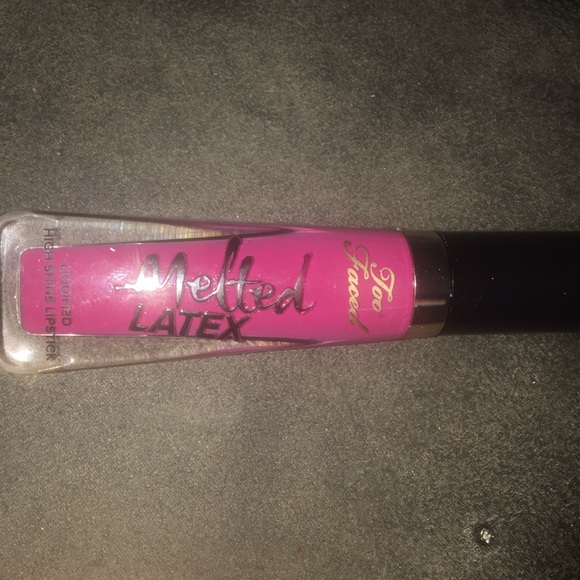 Too
Faced
Melted
LATEX
LIQUIFIED
HIGH SHINE LIPSTICK